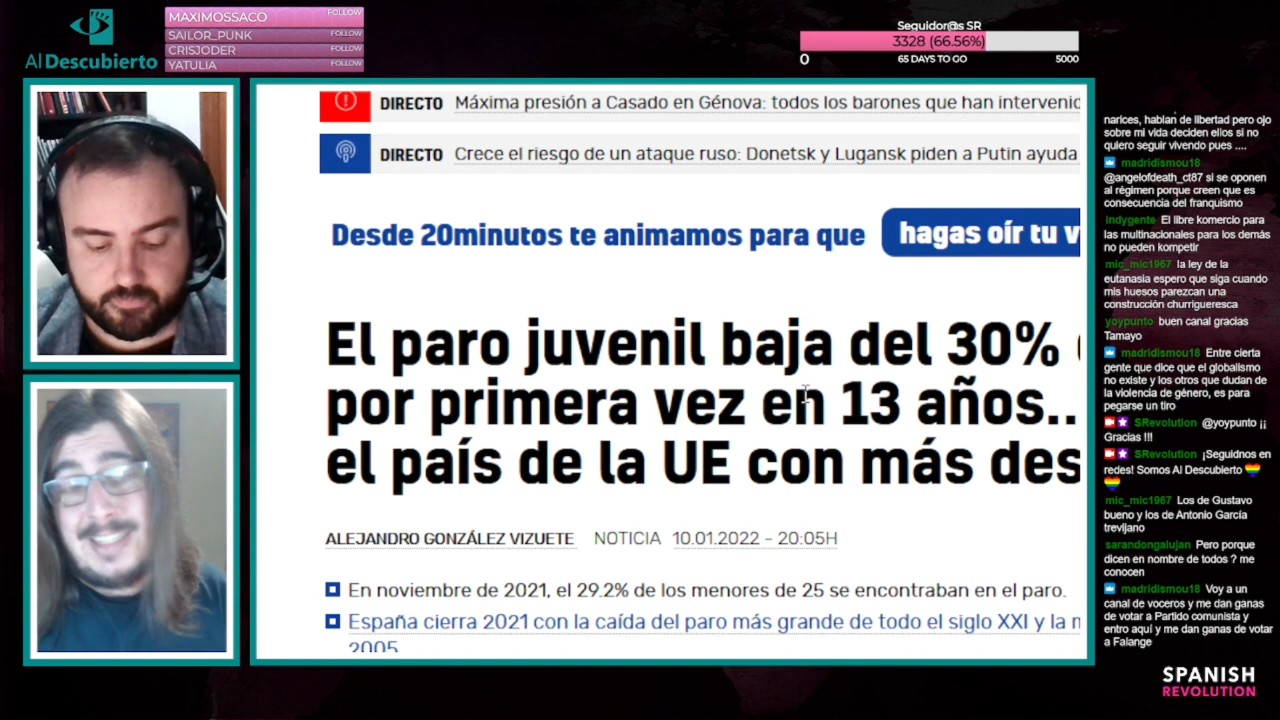 Al Descubierto
MAXIMOSSACO FOLLOW
SAILOR_PUNK FOLLOW
CRISJODER FOLLOW
YATULIA FOLLOW
Seguidor@s SR
3328 (66.56%)
0 65 DAYS TO GO 5000
DIRECTO Máxima presión a Casado en Génova: todos los barones que han intervenic
DIRECTO Crece el riesgo de un ataque ruso: Donetsk y Lugansk piden a Putin ayuda
Desde 20minutos te animamos para que hagas oír tu v
El paro juvenil baja del 30%
por primera vez en 13 años..
el país de la UE con más des
ALEJANDRO GONZÁLEZ VIZUETE NOTICIA 10.01.2022 - 20:05H
En noviembre de 2021, el 29.2% de los menores de 25 se encontraban en el paro.
España cierra 2021 con la caída del paro más grande de todo el siglo XXI y la
2005
narices, hablan de libertad pero ojo
sobre mi vida deciden ellos si no
quiero seguir viviendo pues ....
madridismou18
@angelofdeath_ct87 si se oponen
al régimen porque creen que es
consecuencia del franquismo
Indygente El libre komercio para
las multinacionales para los demás
no pueden kompetir
mic_mic1967 la ley de la
eutanasia espero que siga cuando
mis huesos parezcan una
construcción churrigueresca
yoypunto buen canal gracias
Tamayo
madridismou18 Entre cierta
gente que dice que el globalismo
no existe y los otros que dudan de
la violencia de género, es para
pegarse un tiro
SRevolution @yoypunto ¡¡
Gracias !!!
SRevolution ¡Seguidnos en
redes! Somos Al Descubierto
mic_mic1967 Los de Gustavo
bueno y los de Antonio García
trevijano
sarandongalujan Pero porque
dicen en nombre de todos ? me
conocen
madridismou18 Voy a un
canal de voceros y me dan ganas
de votar a Partido comunista y
entro aquí y me dan ganas de votar
a Falange
SPANISH
REVOLUTION